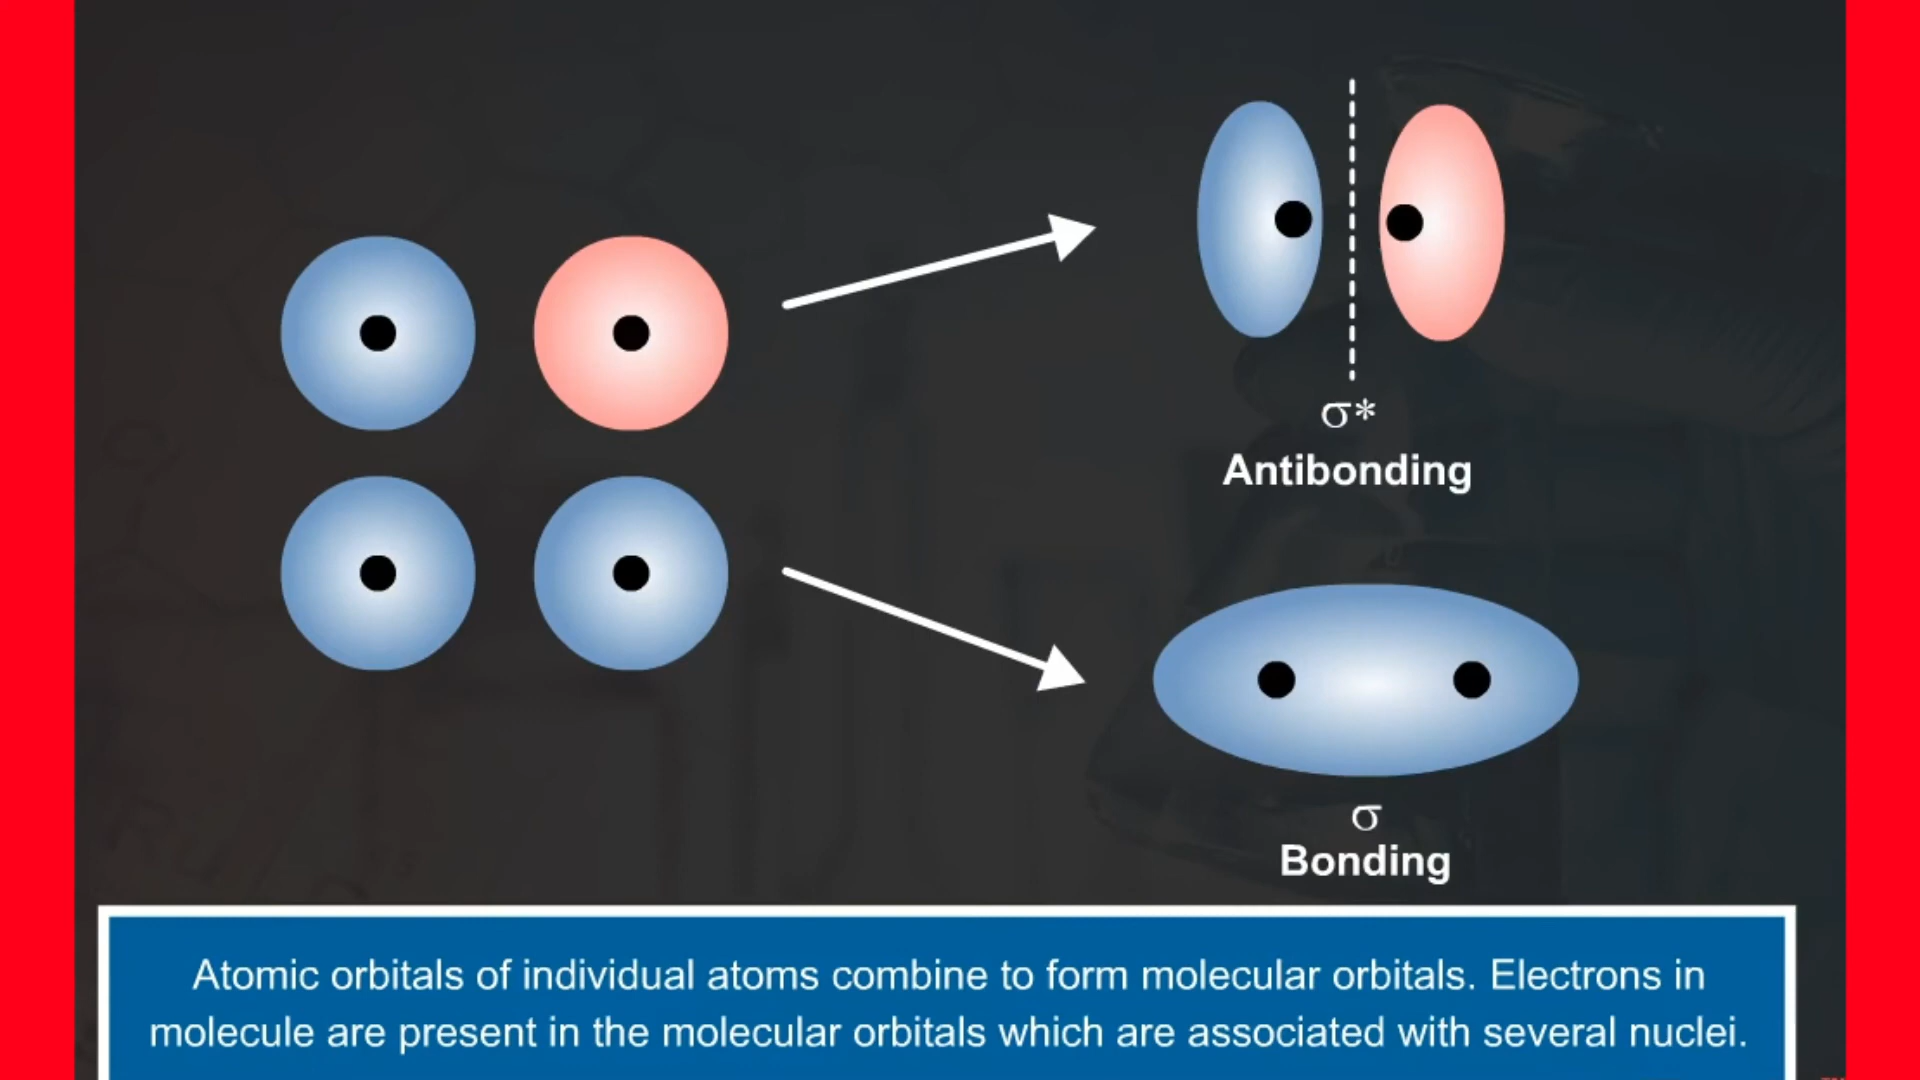 σ*
Antibonding
σ
Bonding
Atomic orbitals of individual atoms combine to form molecular orbitals. Electrons in
molecule are present in the molecular orbitals which are associated with several nuclei.